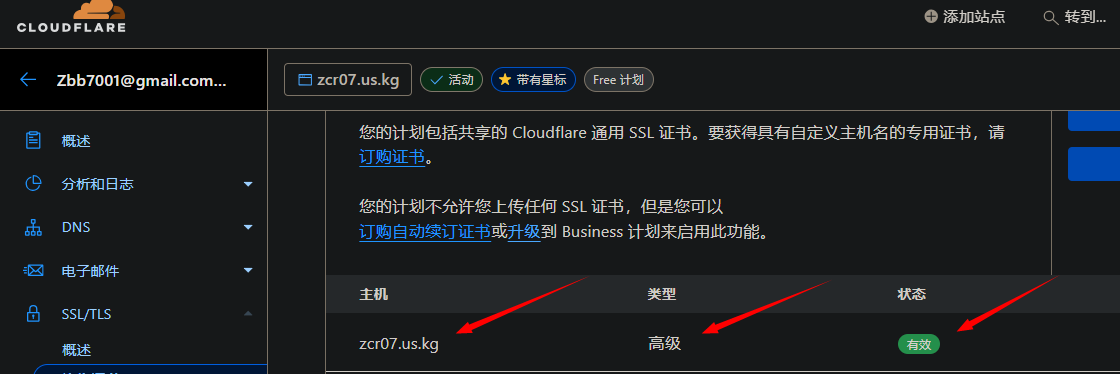 CLOUDFLARE
添加站点
转到...
Zbb7001@gmail.com...
zcr07.us.kg
活动
带有星标
Free 计划
概述
分析和日志
DNS
电子邮件
SSL/TLS
概述
您的计划包括共享的 Cloudflare 通用 SSL 证书。要获得具有自定义主机名的专用证书，请
订购证书。
您的计划不允许您上传任何 SSL 证书，但是您可以
订购自动续订证书或升级到 Business 计划来启用此功能。
主机
类型
状态
zcr07.us.kg
高级
有效